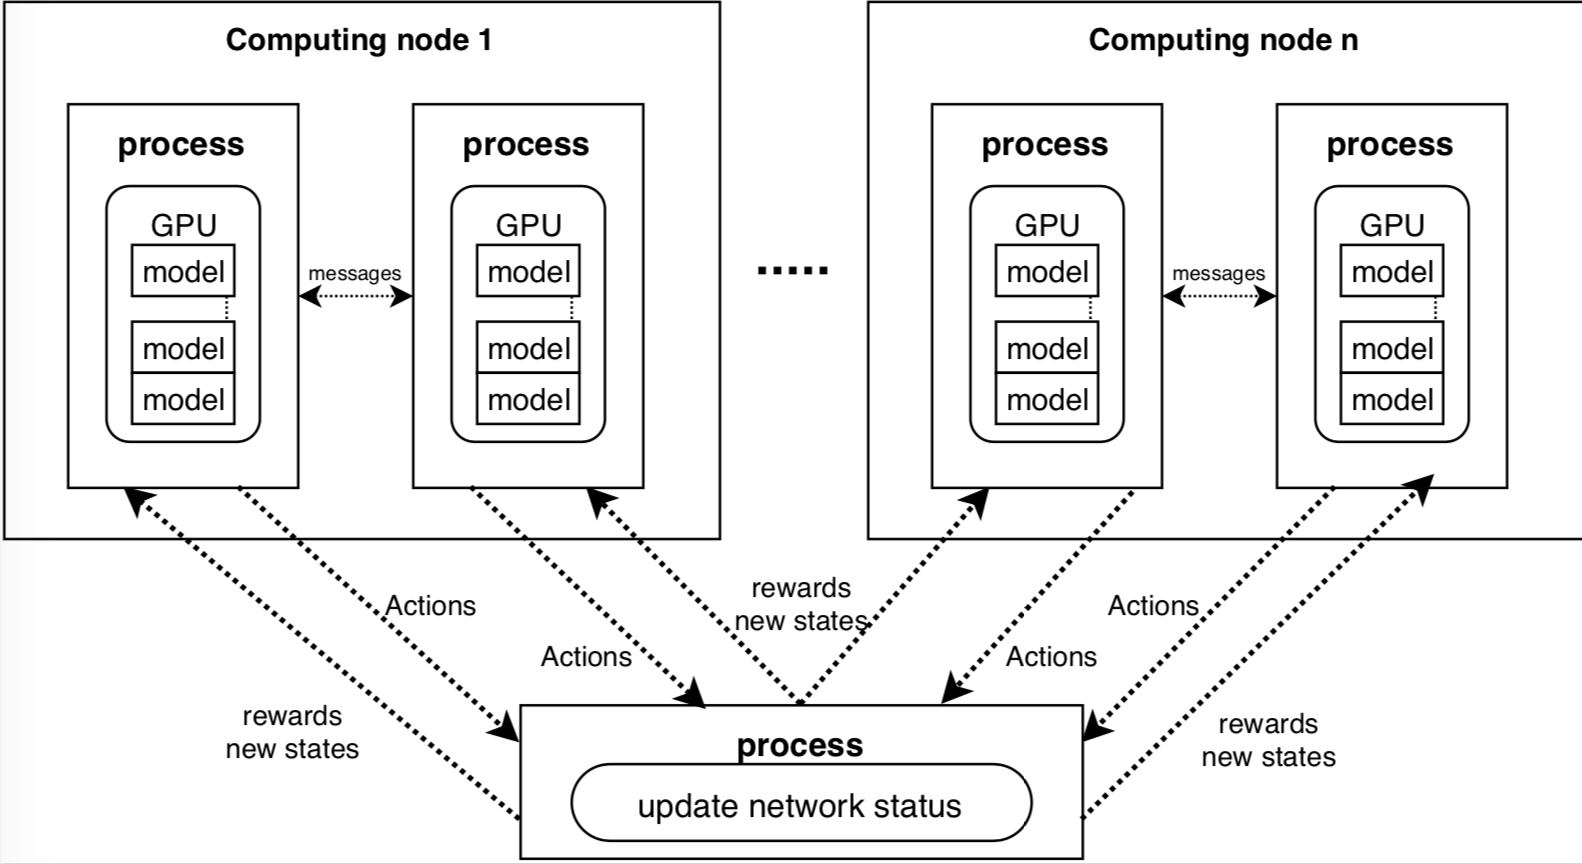 Computing node 1
Computing node n
process
process
process
process
GPU
GPU
GPU
GPU
model
model
model
model
messages
messages
.....
model
model
model
model
model
model
model
model
rewards
new states
Actions
Actions
Actions
Actions
rewards
new states
rewards
new states
process
update network status